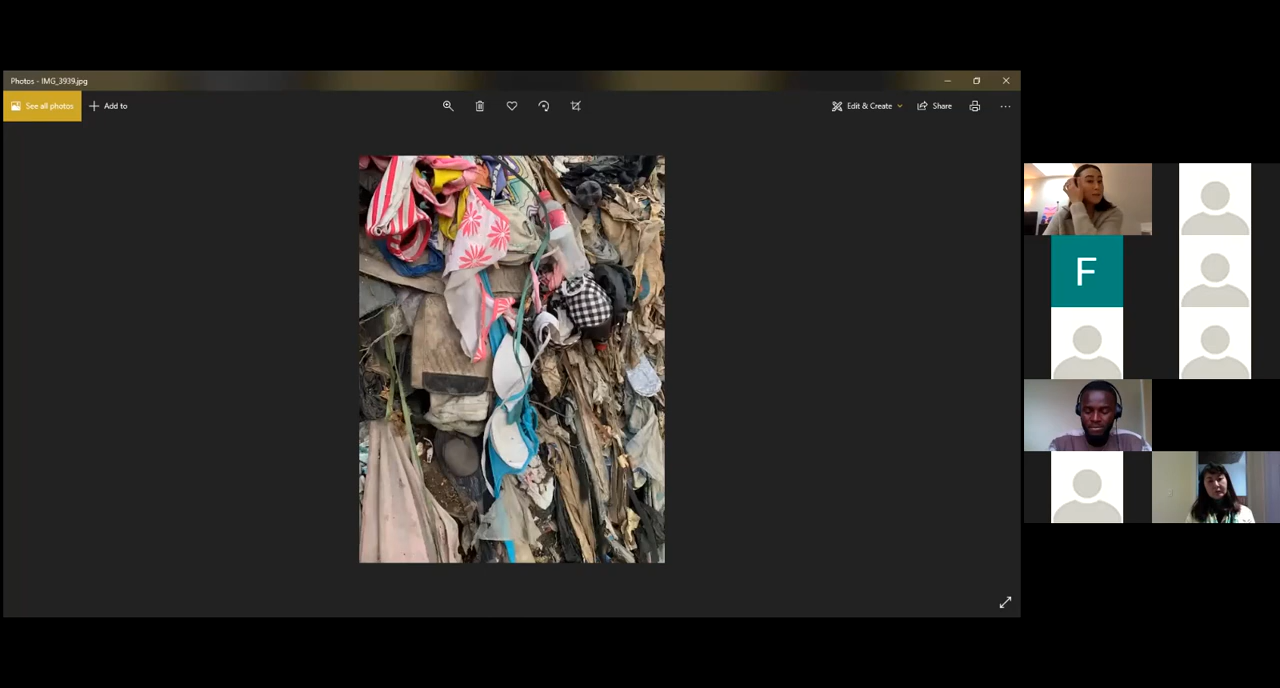 Photos - IMG_3939.jpg
See all photos
Add to
Edit & Create
Share
F